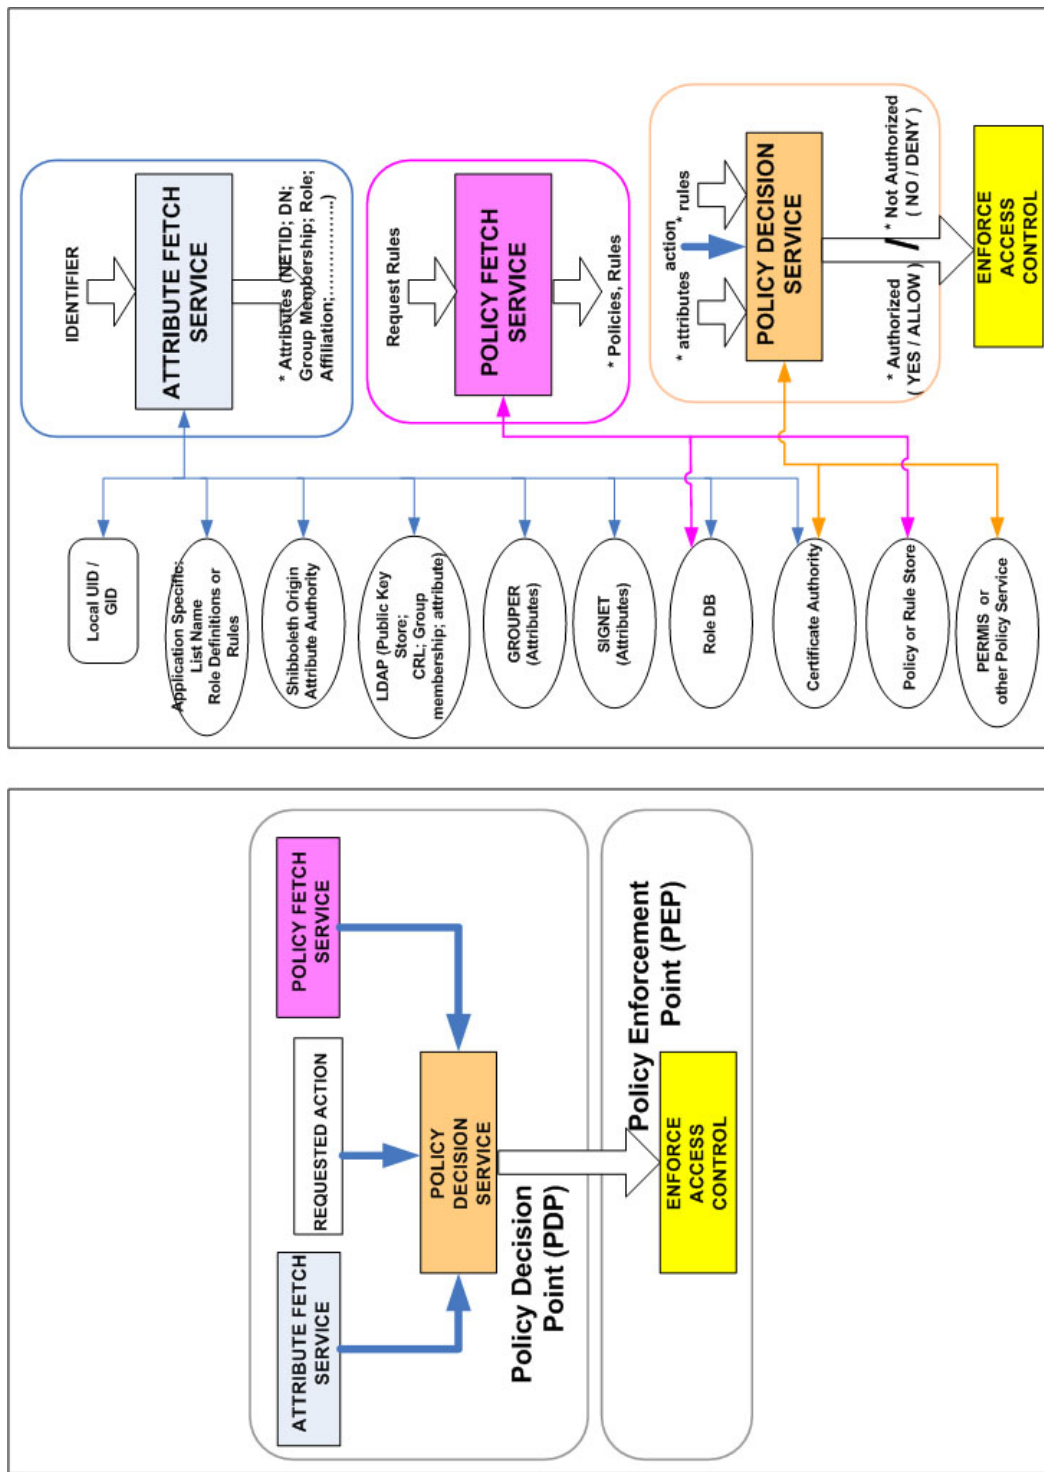 ATTRIBUTE FETCH
SERVICE
REQUESTED ACTION
POLICY FETCH
SERVICE
POLICY
DECISION
SERVICE
Policy Decision
Point (PDP)
Policy Enforcement
Point (PEP)
ENFORCE
ACCESS
CONTROL
Local UID /
GID
Application Specific:
List Name
Role Definitions or
Rules
Shibboleth Origin
Attribute Authority
LDAP (Public Key
Store;
CRL; Group
membership; attribute)
GROUPER
(Attributes)
SIGNET
(Attributes)
Role DB
Certificate Authority
Policy or Rule Store
PERMIS or
other Policy Service
IDENTIFIER
ATTRIBUTE FETCH
SERVICE
* Attributes (NETID; DN;
Group Membership; Role;
Affiliation;....................)
Request Rules
POLICY FETCH
SERVICE
* Policies, Rules
* attributes
action
* rules
POLICY DECISION
SERVICE
* Authorized
( YES / ALLOW )
/
* Not Authorized
( NO / DENY )
ENFORCE
ACCESS
CONTROL